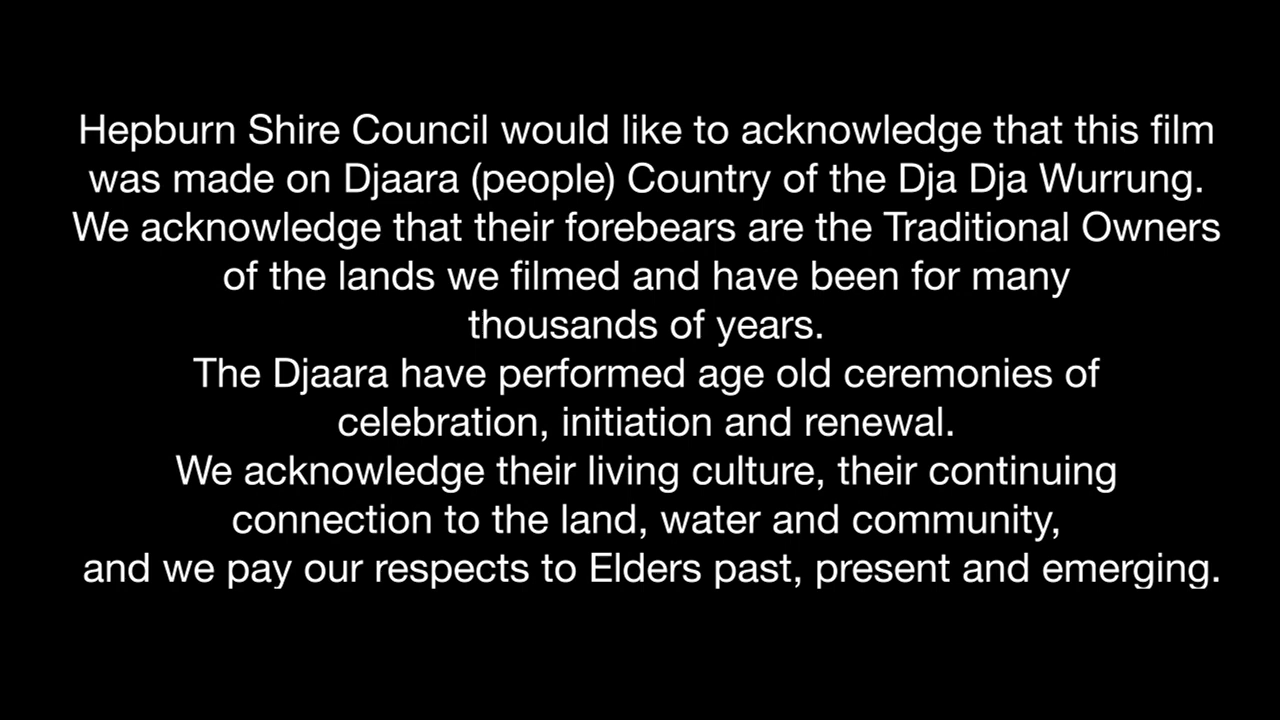 Hepburn Shire Council would like to acknowledge that this film
was made on Djaara (people) Country of the Dja Dja Wurrung.
We acknowledge that their forebears are the Traditional Owners
of the lands we filmed and have been for many
thousands of years.
The Djaara have performed age old ceremonies of
celebration, initiation and renewal.
We acknowledge their living culture, their continuing
connection to the land, water and community,
and we pay our respects to Elders past, present and emerging.